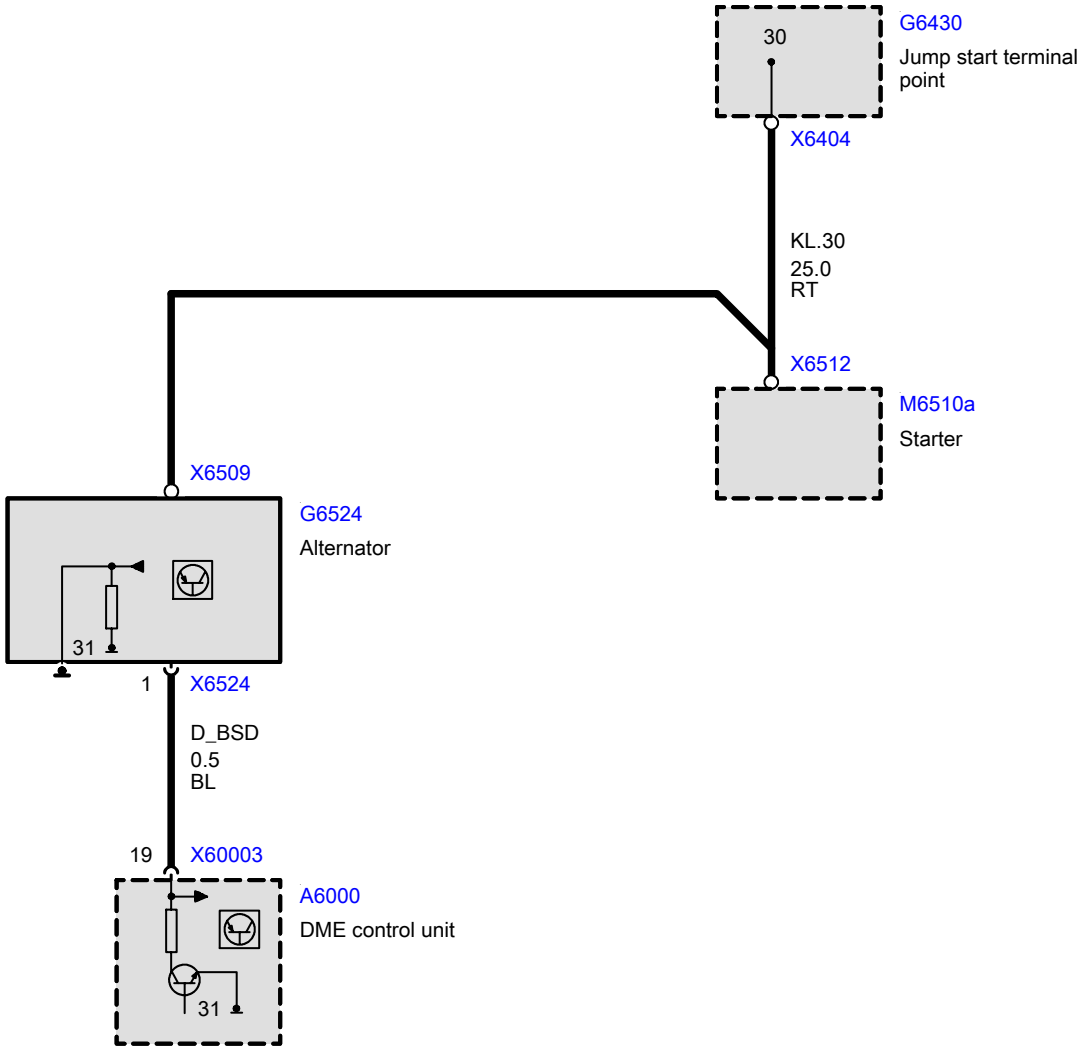 G6430
30
Jump start terminal
point
X6404
KL.30
25.0
RT
X6512
M6510a
Starter
X6509
G6524
Alternator
31
1
X6524
D_BSD
0.5
BL
19
X60003
A6000
DME control unit
31